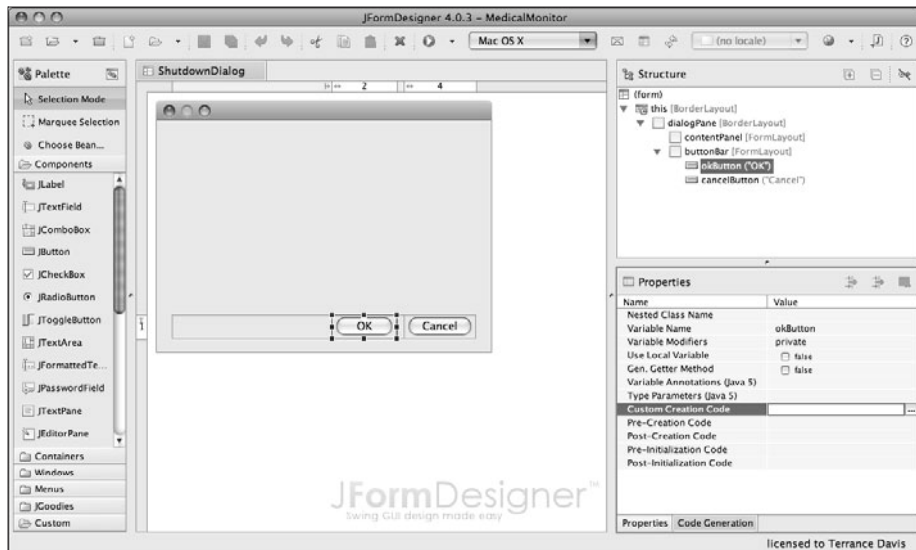 JFormDesigner 4.0.3 – MedicalMonitor
Mac OS X
(no locale)
Palette
Selection Mode
Marquee Selection
Choose Bean...
Components
JLabel
JTextField
JComboBox
JButton
JCheckBox
JRadioButton
JToggleButton
JTextArea
JFormattedTe...
JPasswordField
JTextPane
JEditorPane
Containers
Windows
Menus
JGoodies
Custom
ShutdownDialog
2
4
1
OK
Cancel
JFormDesigner™
Swing GUI design made easy
Structure
(form)
this [BorderLayout]
dialogPane [BorderLayout]
contentPanel [FormLayout]
buttonBar [FormLayout]
okButton ("OK")
cancelButton ("Cancel")
Properties
Name Value
Nested Class Name
Variable Name okButton
Variable Modifiers private
Use Local Variable false
Gen. Getter Method false
Variable Annotations (Java 5)
Type Parameters (Java 5)
Custom Creation Code ...
Pre-Creation Code
Post-Creation Code
Pre-Initialization Code
Post-Initialization Code
Properties Code Generation
licensed to Terrance Davis